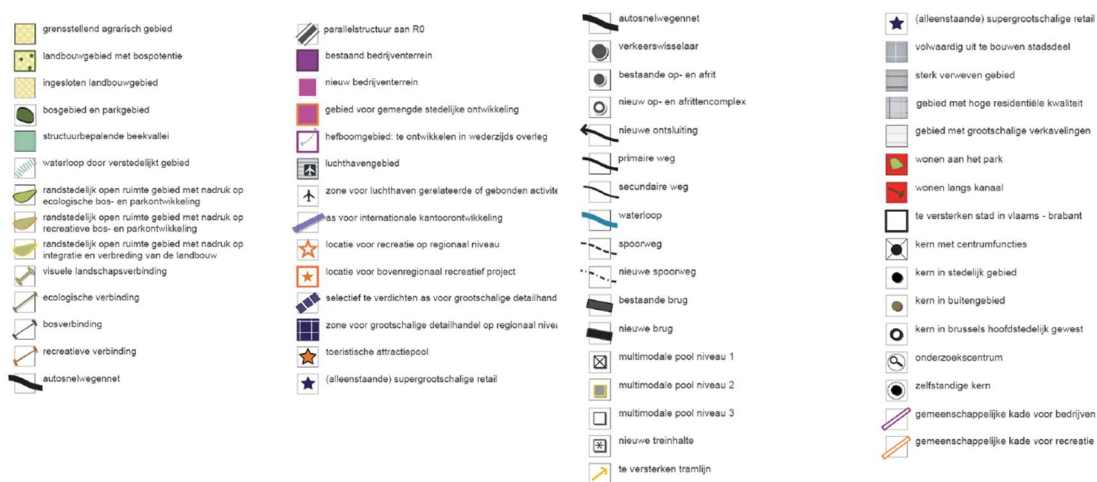 grensstellend agrarisch gebied
landbouwgebied met bospotentie
ingesloten landbouwgebied
bosgebied en parkgebied
structuurbepalende beekvallei
waterloop door verstedelijkt gebied
randstedelijk open ruimte gebied met nadruk op
ecologische bos- en parkontwikkeling
randstedelijk open ruimte gebied met nadruk op
recreatieve bos- en parkontwikkeling
randstedelijk open ruimte gebied met nadruk op
integratie en verbreding van de landbouw
visuele landschapsverbinding
ecologische verbinding
bosverbinding
recreatieve verbinding
autosnelwegennet
parallelstructuur aan R0
bestaand bedrijventerrein
nieuw bedrijventerrein
gebied voor gemengde stedelijke ontwikkeling
hefboomgebied: te ontwikkelen in wederzijds overleg
luchthavengebied
zone voor luchthaven gerelateerde of gebonden activite
as voor internationale kantoorontwikkeling
locatie voor recreatie op regionaal niveau
locatie voor bovenregionaal recreatief project
selectief te verdichten as voor grootschalige detailhand
zone voor grootschalige detailhandel op regionaal nivea
toeristische attractiepool
(alleenstaande) supergrootschalige retail
autosnelwegennet
verkeerswisselaar
bestaande op- en afrit
nieuw op- en afrittencomplex
nieuwe ontsluiting
primaire weg
secundaire weg
waterloop
spoorweg
nieuwe spoorweg
bestaande brug
nieuwe brug
multimodale pool niveau 1
multimodale pool niveau 2
multimodale pool niveau 3
nieuwe treinhalte
te versterken tramlijn
(alleenstaande) supergrootschalige retail
volwaardig uit te bouwen stadsdeel
sterk verweven gebied
gebied met hoge residentiële kwaliteit
gebied met grootschalige verkavelingen
wonen aan het park
wonen langs kanaal
te versterken stad in vlaams - brabant
kern met centrumfuncties
kern in stedelijk gebied
kern in buitengebied
kern in brussels hoofdstedelijk gewest
onderzoekscentrum
zelfstandige kern
gemeenschappelijke kade voor bedrijven
gemeenschappelijke kade voor recreatie